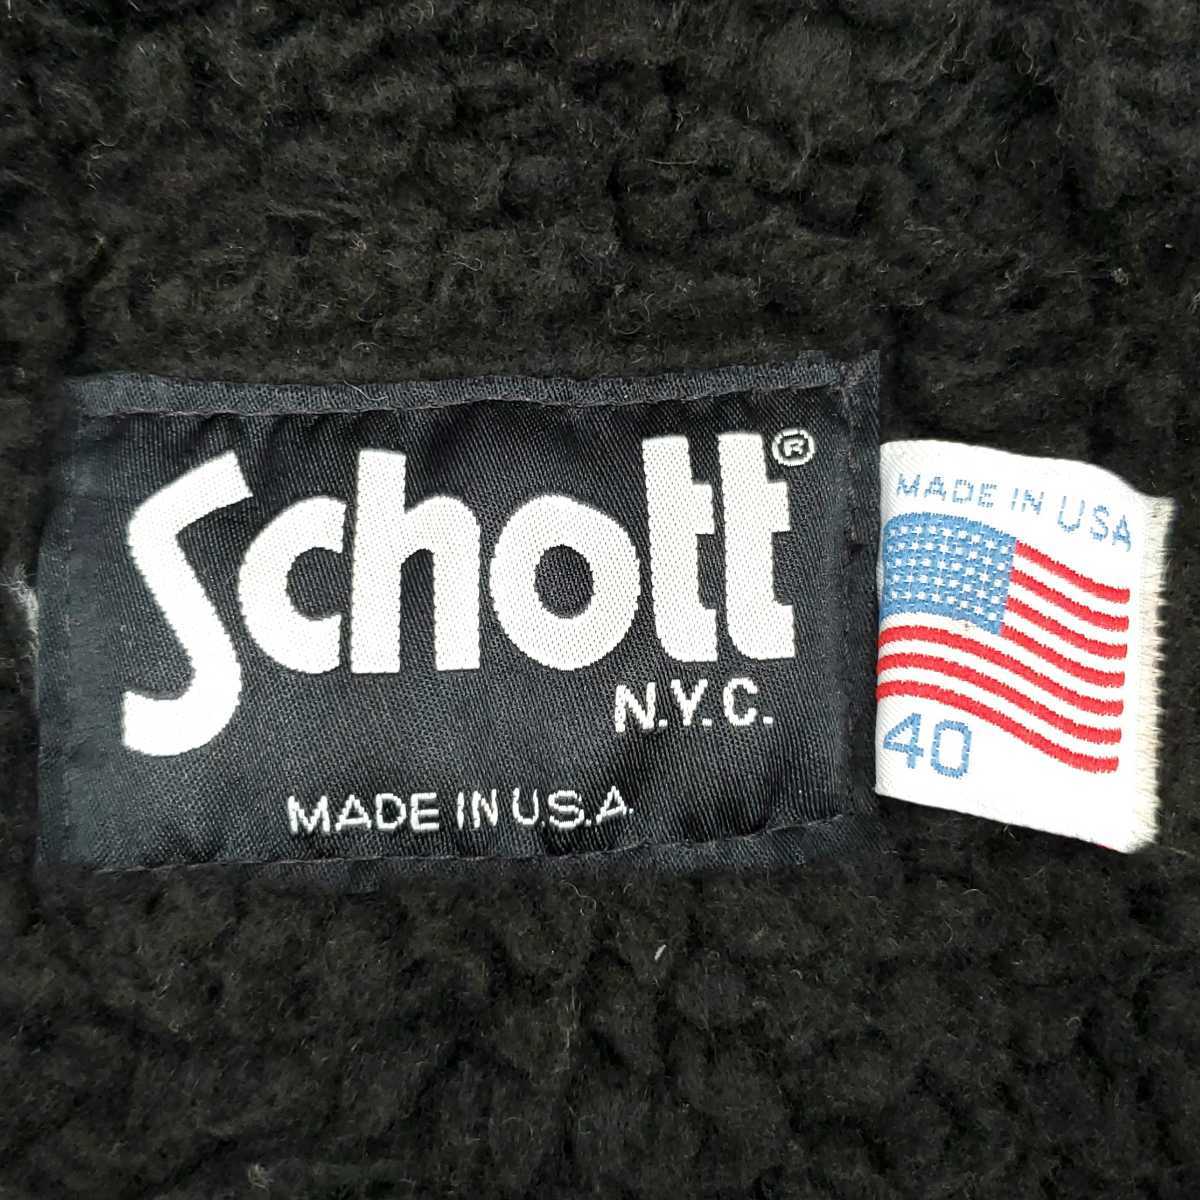 Schott®
N.Y.C.
MADE IN U.S.A.
MADE IN USA
40